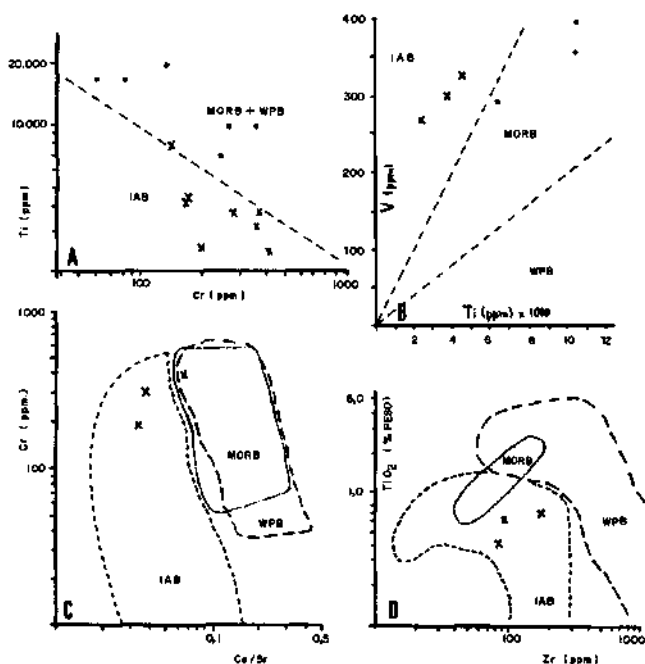 20.000
10.000
MORB + WPB
IAB
A
Ti (ppm)
100
1000
Cr (ppm)
400
300
200
100
0
IAB
MORB
WPB
B
V (ppm)
Ti (ppm) x 1000
2 4 6 8 10 12
1000
100
Cr (ppm)
MORB
WPB
IAB
C
0,1
0,5
Ce/Sr
5,0
1,0
TiO2 (% PESO)
MORB
WPB
IAB
D
100
1000
Zr (ppm)